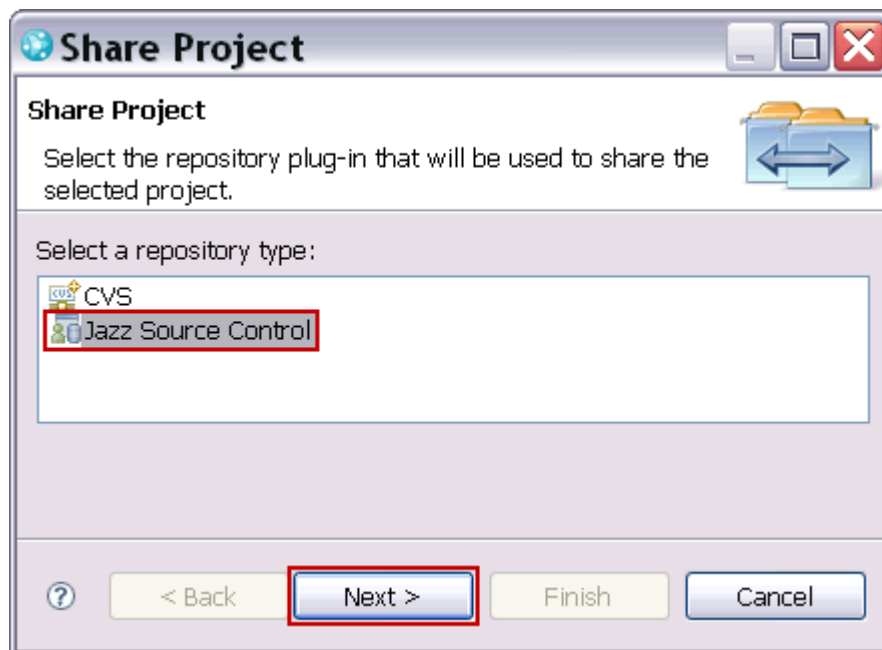 Share Project
Share Project
Select the repository plug-in that will be used to share the
selected project.
Select a repository type:
CVS
Jazz Source Control
? < Back Next > Finish Cancel